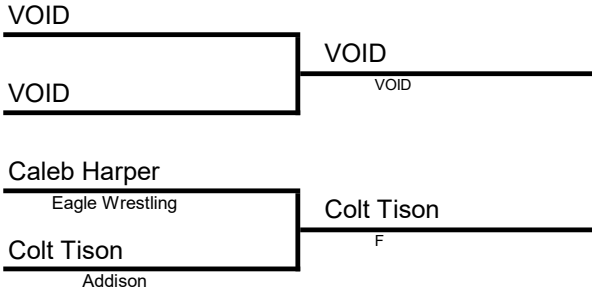 VOID
VOID
VOID
VOID
Caleb Harper
Eagle Wrestling
Colt Tison
F
Colt Tison
Addison